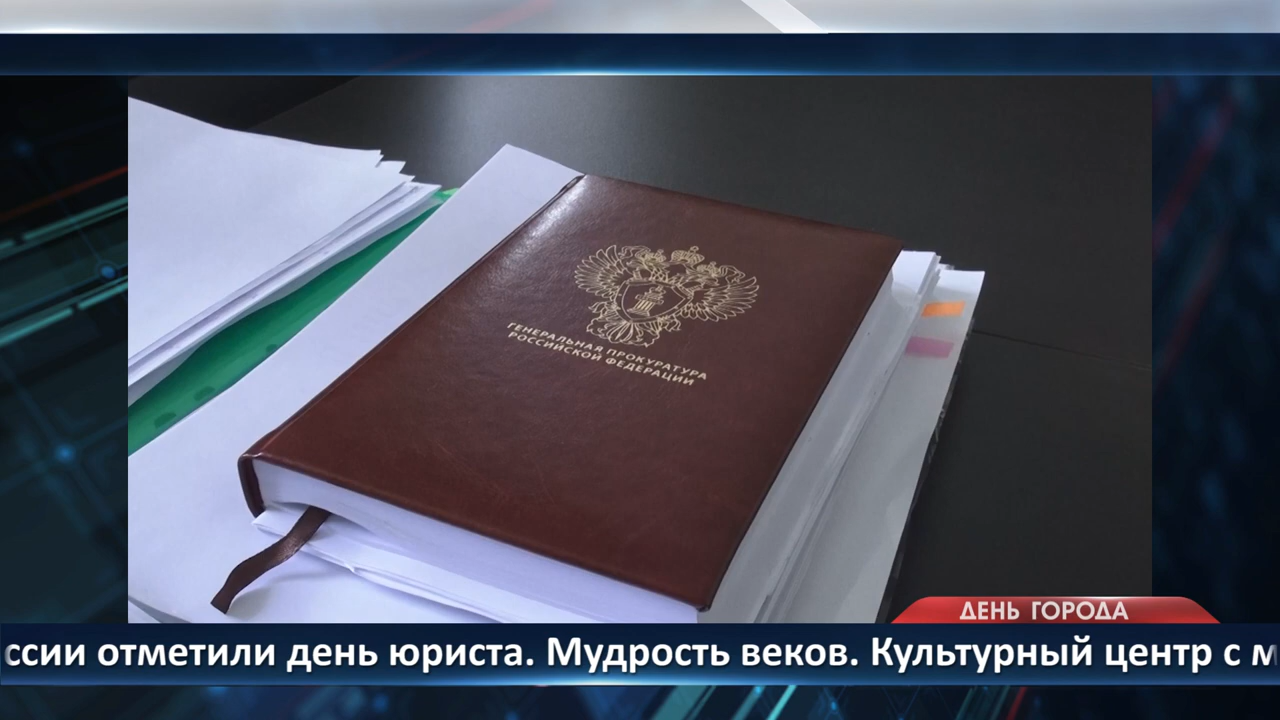 ГЕНЕРАЛЬНАЯ ПРОКУРАТУРА
РОССИЙСКОЙ ФЕДЕРАЦИИ
ДЕНЬ ГОРОДА
ссии отметили день юриста. Мудрость веков. Культурный центр с м